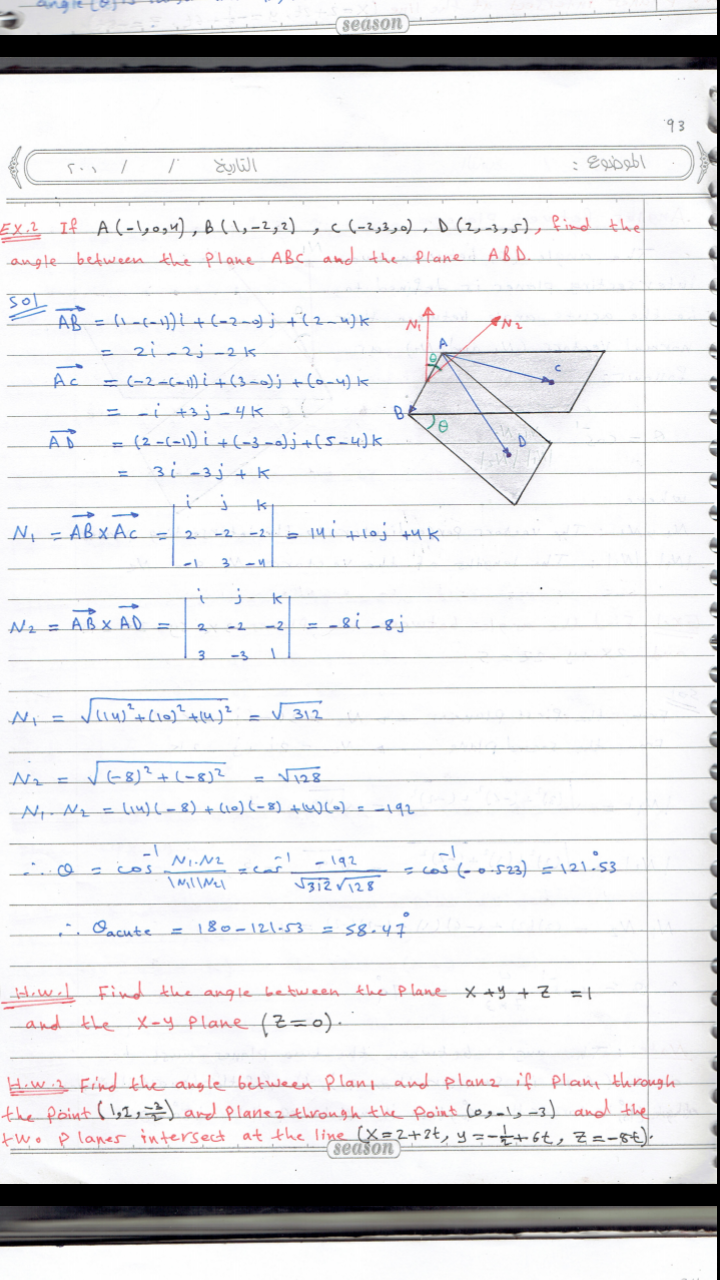 season
93
الموضوع :
التاريخ / / ٢٠٠
EX.2 If A(-1,0,4), B(1,-2,2), C(-2,3,0), D(2,-3,5), find the
angle between the plane ABC and the plane ABD.
Sol
AB = (1-(-1))i + (-2-0)j + (2-4)k
= 2i - 2j - 2k
AC = (-2-(-1))i + (3-0)j + (0-4)k
= -i + 3j - 4k
AD = (2-(-1))i + (-3-0)j + (5-4)k
= 3i - 3j + k
N₁ N₂
A θ C
B θ D
N₁ = AB × AC = | i j k | = 14i + 10j + 4k
2 -2 -2
-1 3 -4
N₂ = AB × AD = | i j k | = -8i - 8j
2 -2 -2
3 -3 1
N₁ = √(14)² + (10)² + (4)² = √312
N₂ = √(-8)² + (-8)² = √128
N₁.N₂ = (14)(-8) + (10)(-8) + (4)(0) = -192
∴ θ = cos⁻¹ N₁.N₂ / |N₁||N₂| = cos⁻¹ -192 / √312 √128 = cos⁻¹(-0.523) = 121.53°
∴ θacute = 180 - 121.53 = 58.47°
H.W.1 Find the angle between the plane x + y + z = 1
and the x-y plane (z=0).
H.W.2 Find the angle between plan1 and plan2 if plan1 through
the point (1,2,-3/2) and plane2 through the point (0,-1,-3) and the
two planes intersect at the line (x=2+2t, y=-1/2+6t, z=-8t).
season